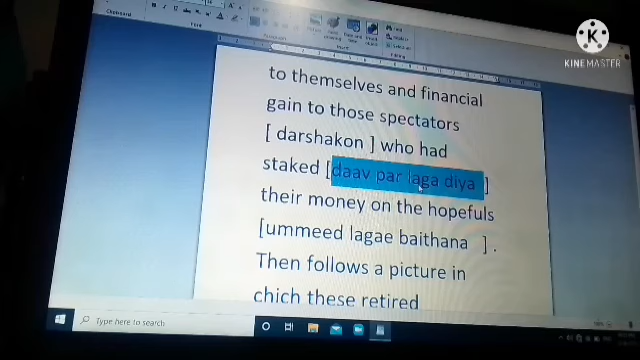 KINEMASTER
to themselves and financial
gain to those spectators
[ darshakon ] who had
staked [daav par laga diya ]
their money on the hopefuls
[ummeed lagae baithana ] .
Then follows a picture in
chich these retired
Type here to search